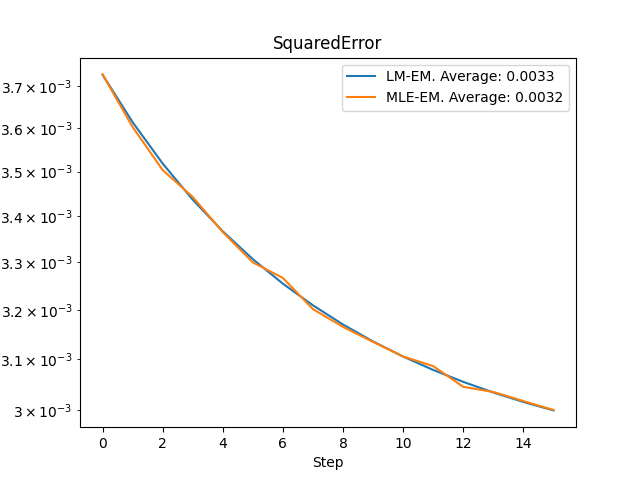 SquaredError
LM-EM. Average: 0.0033
MLE-EM. Average: 0.0032
3.7 × 10⁻³
3.6 × 10⁻³
3.5 × 10⁻³
3.4 × 10⁻³
3.3 × 10⁻³
3.2 × 10⁻³
3.1 × 10⁻³
3 × 10⁻³
0 2 4 6 8 10 12 14
Step